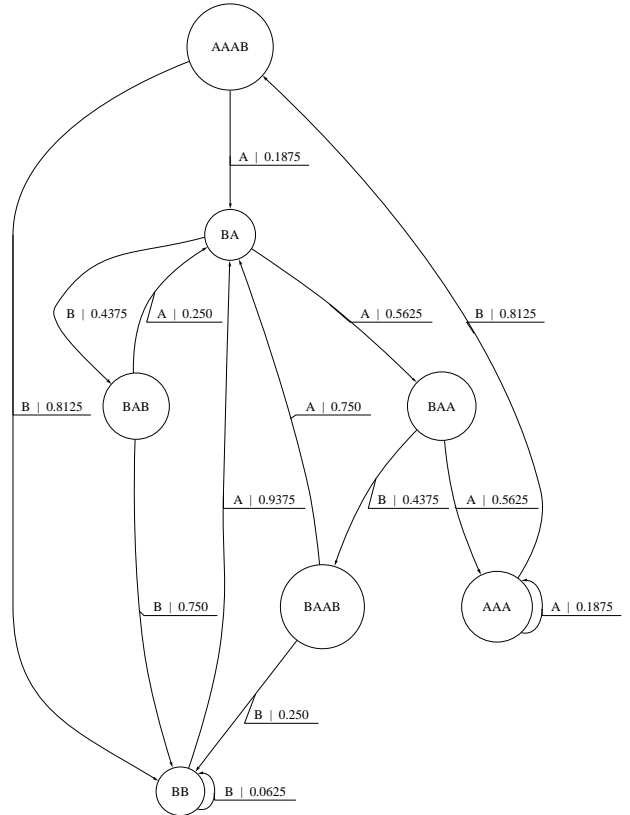 AAAB
A | 0.1875
BA
B | 0.4375
A | 0.250
A | 0.5625
B | 0.8125
B | 0.8125
BAB
A | 0.750
BAA
A | 0.9375
B | 0.4375
A | 0.5625
B | 0.750
BAAB
AAA
A | 0.1875
B | 0.250
BB
B | 0.0625